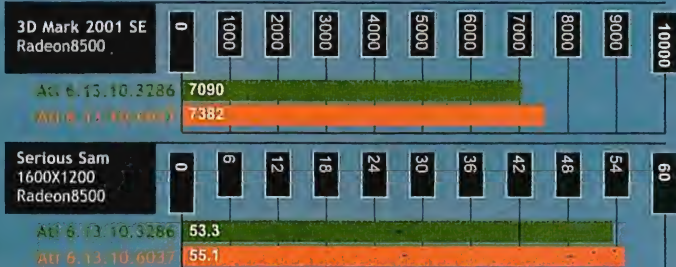 3D Mark 2001 SE
Radeon8500
0 1000 2000 3000 4000 5000 6000 7000 8000 9000 10000
Ati 6.13.10.3286 7090
Ati 6.13.10.6037 7382
Serious Sam
1600X1200
Radeon8500
0 6 12 18 24 30 36 42 48 54 60
Ati 6.13.10.3286 53.3
Ati 6.13.10.6037 55.1